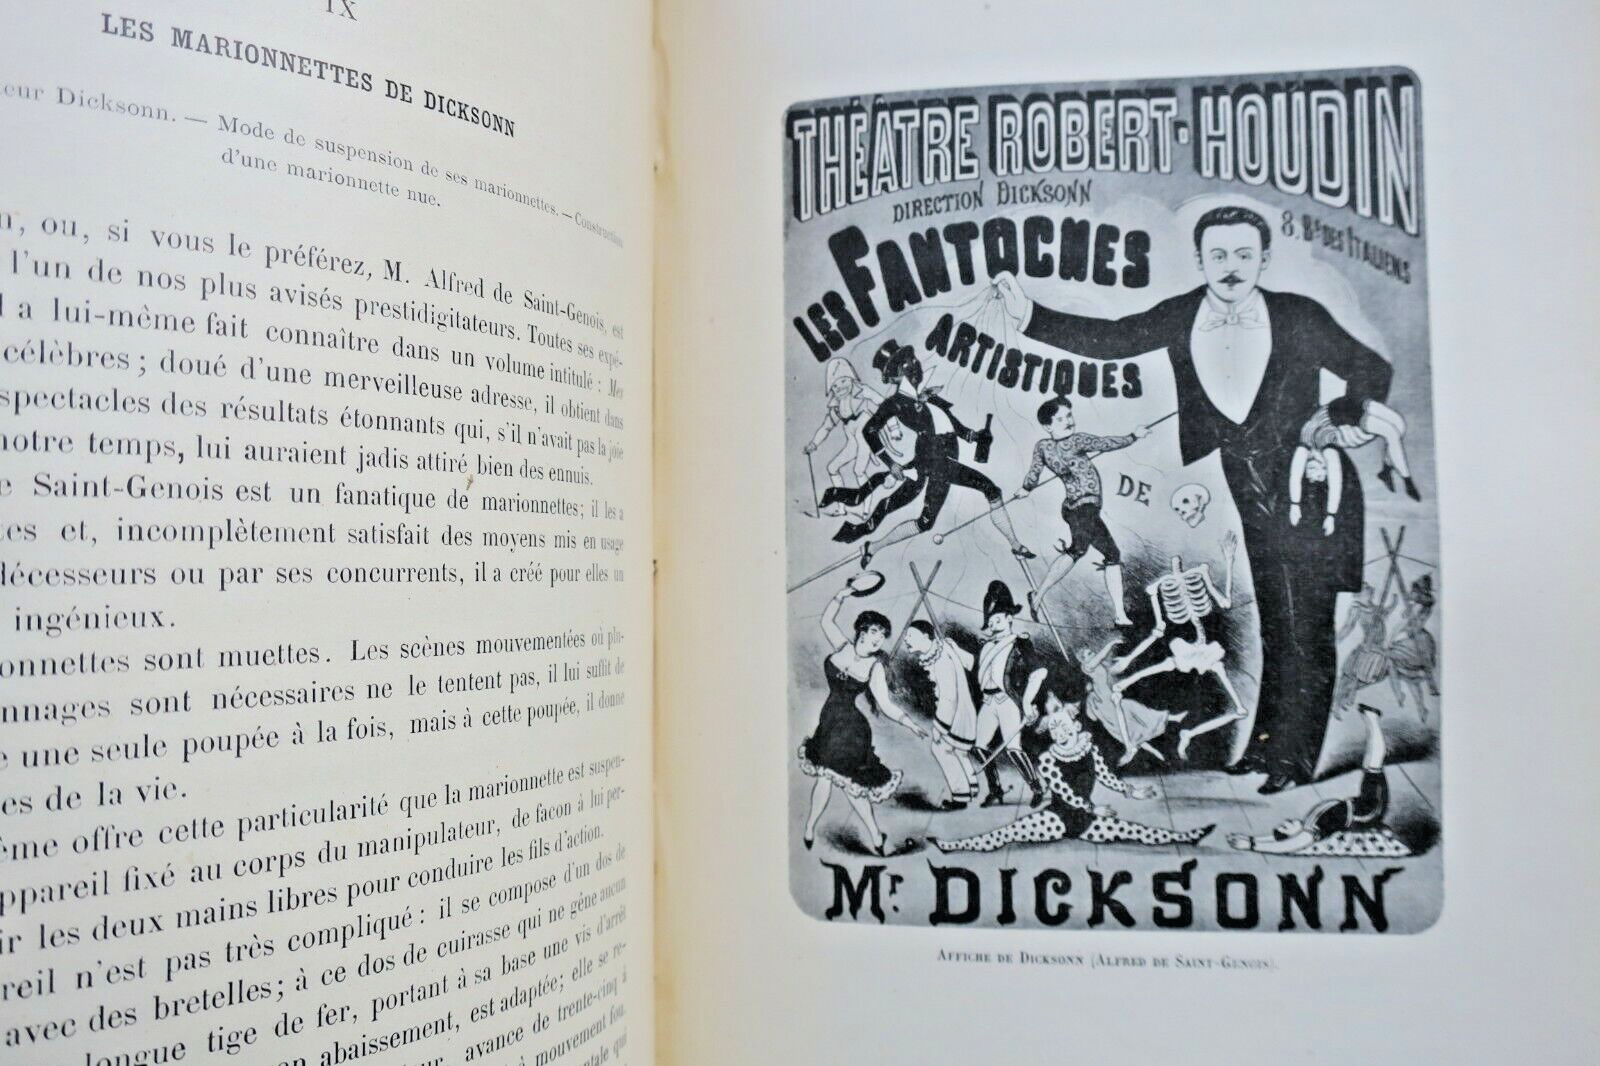 IX
LES MARIONNETTES DE DICKSONN
Dicksonn. — Mode de suspension de ses marionnettes. — Construction
d'une marionnette nue.
ou, si vous le préférez, M. Alfred de Saint-Genois, est
l'un de nos plus avisés prestidigitateurs. Toutes ses expé-
a lui-même fait connaître dans un volume intitulé : Mes
célèbres ; doué d'une merveilleuse adresse, il obtient dans
spectacles des résultats étonnants qui, s'il n'avait pas la joie
notre temps, lui auraient jadis attiré bien des ennuis.
Saint-Genois est un fanatique de marionnettes; il les a
et, incomplètement satisfait des moyens mis en usage
ou par ses concurrents, il a créé pour elles un
ingénieux.
sont muettes. Les scènes mouvementées où plu-
sont nécessaires ne le tentent pas, il lui suffit de
une seule poupée à la fois, mais à cette poupée, il donne
de la vie.
offre cette particularité que la marionnette est suspen-
appareil fixé au corps du manipulateur, de façon à lui per-
les deux mains libres pour conduire les fils d'action.
n'est pas très compliqué : il se compose d'un dos de
avec des bretelles; à ce dos de cuirasse qui ne gêne aucun
longue tige de fer, portant à sa base une vis d'arrêt
abaissement, est adaptée; elle se re-
avance de trente-cinq à
mouvement fou.
qui
THÉATRE ROBERT-HOUDIN
DIRECTION DICKSONN
8. Bd DES ITALIENS
LES FANTOCHES
ARTISTIQUES
DE
Mr. DICKSONN
AFFICHE DE DICKSONN (ALFRED DE SAINT-GENOIS).